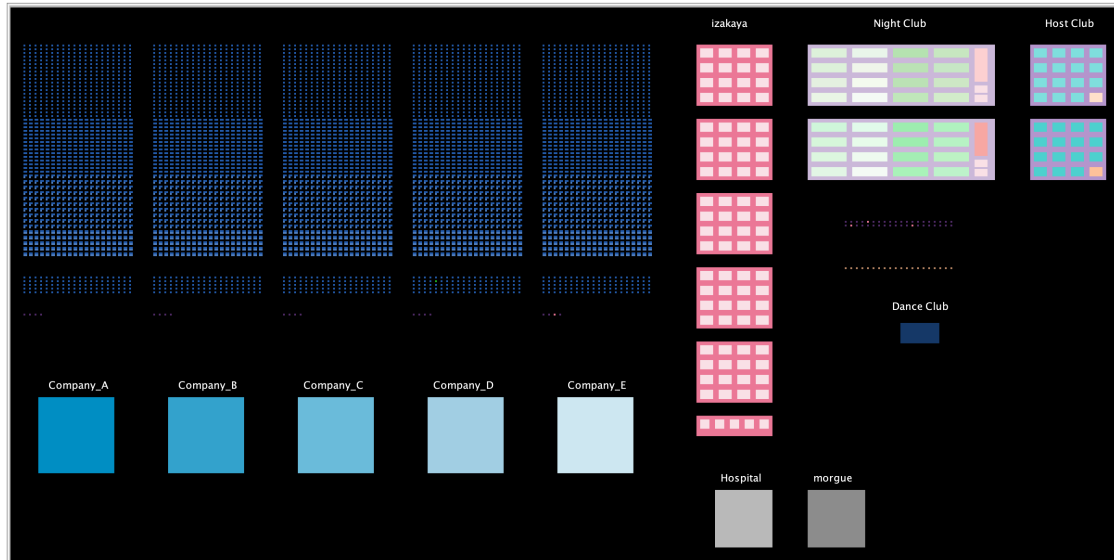 izakaya
Night Club
Host Club
Dance Club
Company_A
Company_B
Company_C
Company_D
Company_E
Hospital
morgue